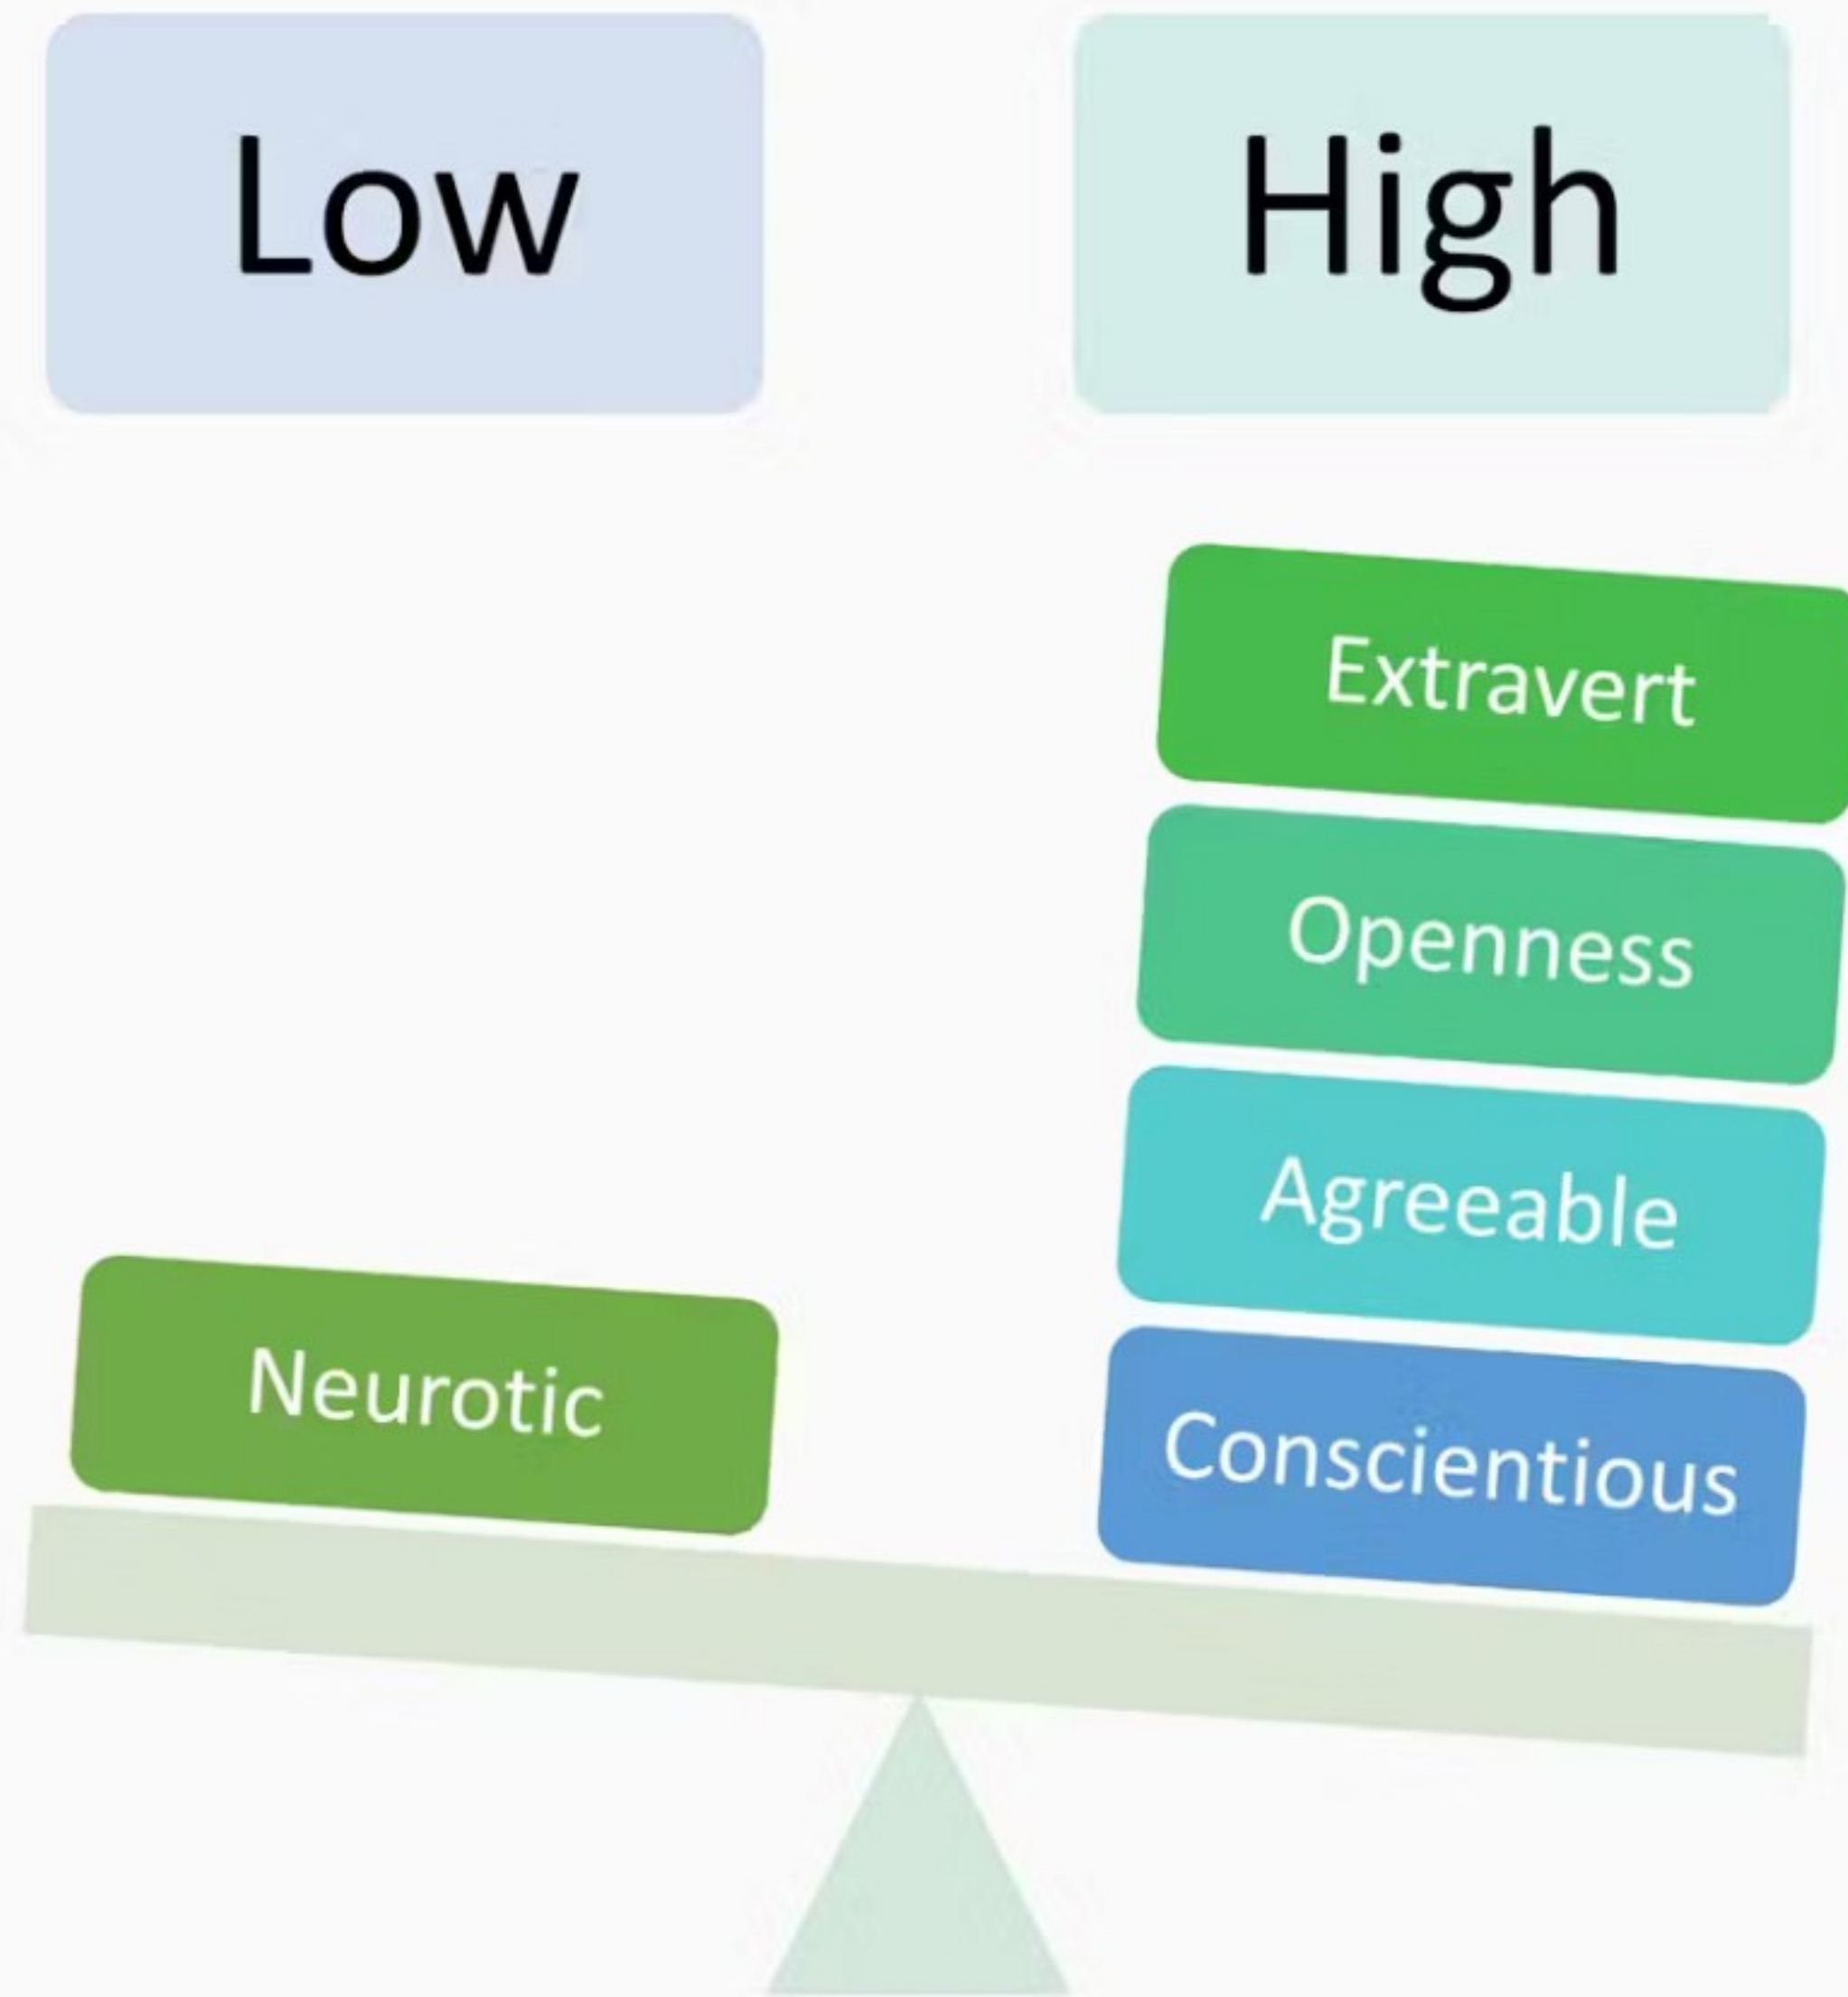 Low
High
Extravert
Openness
Agreeable
Neurotic
Conscientious